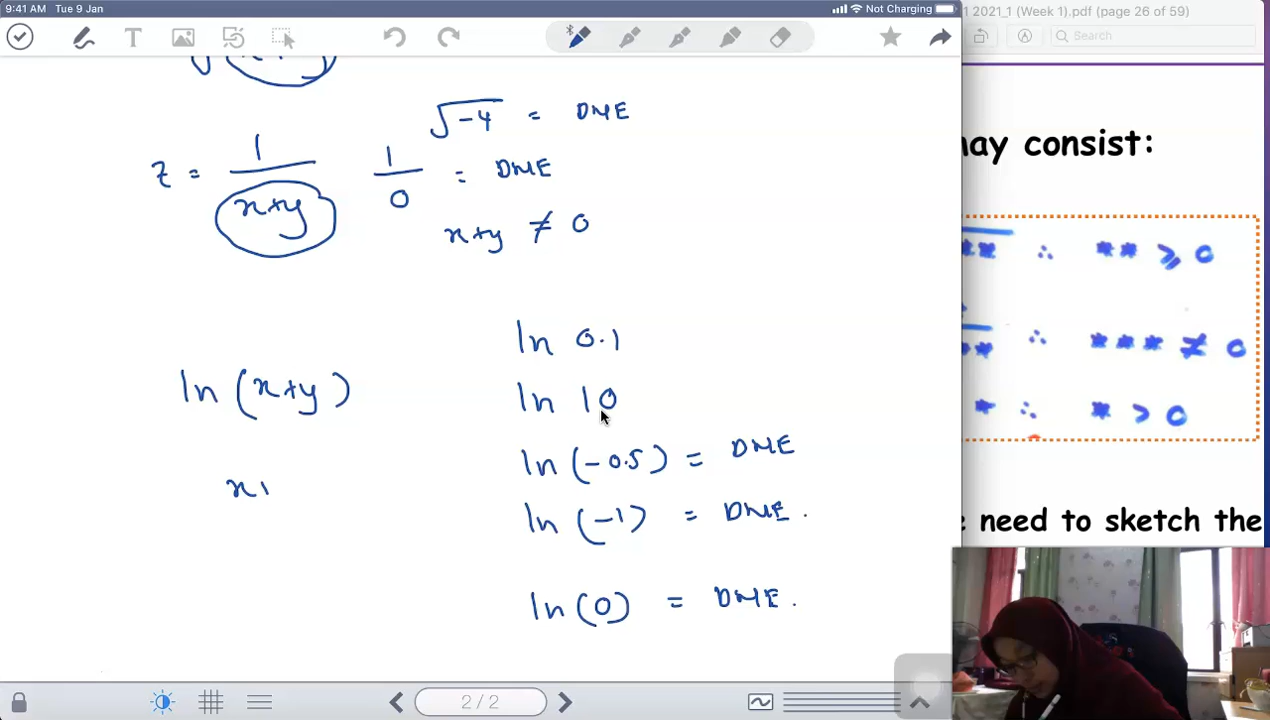 9:41 AM Tue 9 Jan
Not Charging
1 2021_1 (Week 1).pdf (page 26 of 59)
T
Search
√-4 = DNE
z = 1/(x+y)
1/0 = DNE
x+y ≠ 0
ay consist:
** ∴ ** ⩾ 0
** ∴ *** ≠ 0
* ∴ * > 0
ln 0.1
ln (x+y)
ln 10
ln (-0.5) = DNE
x
ln (-1) = DNE.
need to sketch the
ln (0) = DNE.
2 / 2